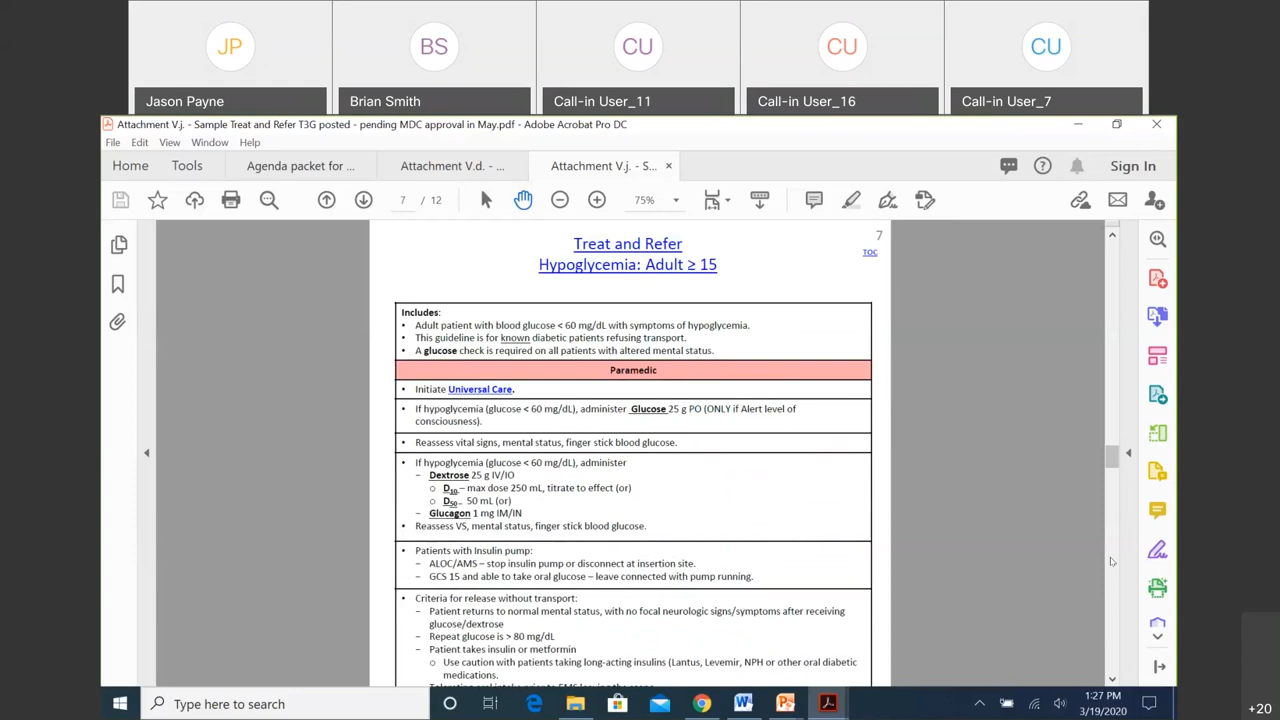 JP
BS
CU
CU
CU
Jason Payne
Brian Smith
Call-in User_11
Call-in User_16
Call-in User_7
Attachment V.j. - Sample Treat and Refer T3G posted - pending MDC approval in May.pdf - Adobe Acrobat Pro DC
File Edit View Window Help
Home Tools Agenda packet for ... Attachment V.d. - ... Attachment V.j. - S... ×
Sign In
7 / 12
75%
7
TOC
Treat and Refer
Hypoglycemia: Adult ≥ 15
Includes:
• Adult patient with blood glucose < 60 mg/dL with symptoms of hypoglycemia.
• This guideline is for known diabetic patients refusing transport.
• A glucose check is required on all patients with altered mental status.
Paramedic
• Initiate Universal Care.
• If hypoglycemia (glucose < 60 mg/dL), administer Glucose 25 g PO (ONLY if Alert level of
consciousness).
• Reassess vital signs, mental status, finger stick blood glucose.
• If hypoglycemia (glucose < 60 mg/dL), administer
− Dextrose 25 g IV/IO
o D10 – max dose 250 mL, titrate to effect (or)
o D50 – 50 mL (or)
− Glucagon 1 mg IM/IN
• Reassess VS, mental status, finger stick blood glucose.
• Patients with Insulin pump:
− ALOC/AMS – stop insulin pump or disconnect at insertion site.
− GCS 15 and able to take oral glucose – leave connected with pump running.
• Criteria for release without transport:
− Patient returns to normal mental status, with no focal neurologic signs/symptoms after receiving
glucose/dextrose
− Repeat glucose is > 80 mg/dL
− Patient takes insulin or metformin
o Use caution with patients taking long-acting insulins (Lantus, Levemir, NPH or other oral diabetic
medications.
Type here to search
1:27 PM
3/19/2020
+20